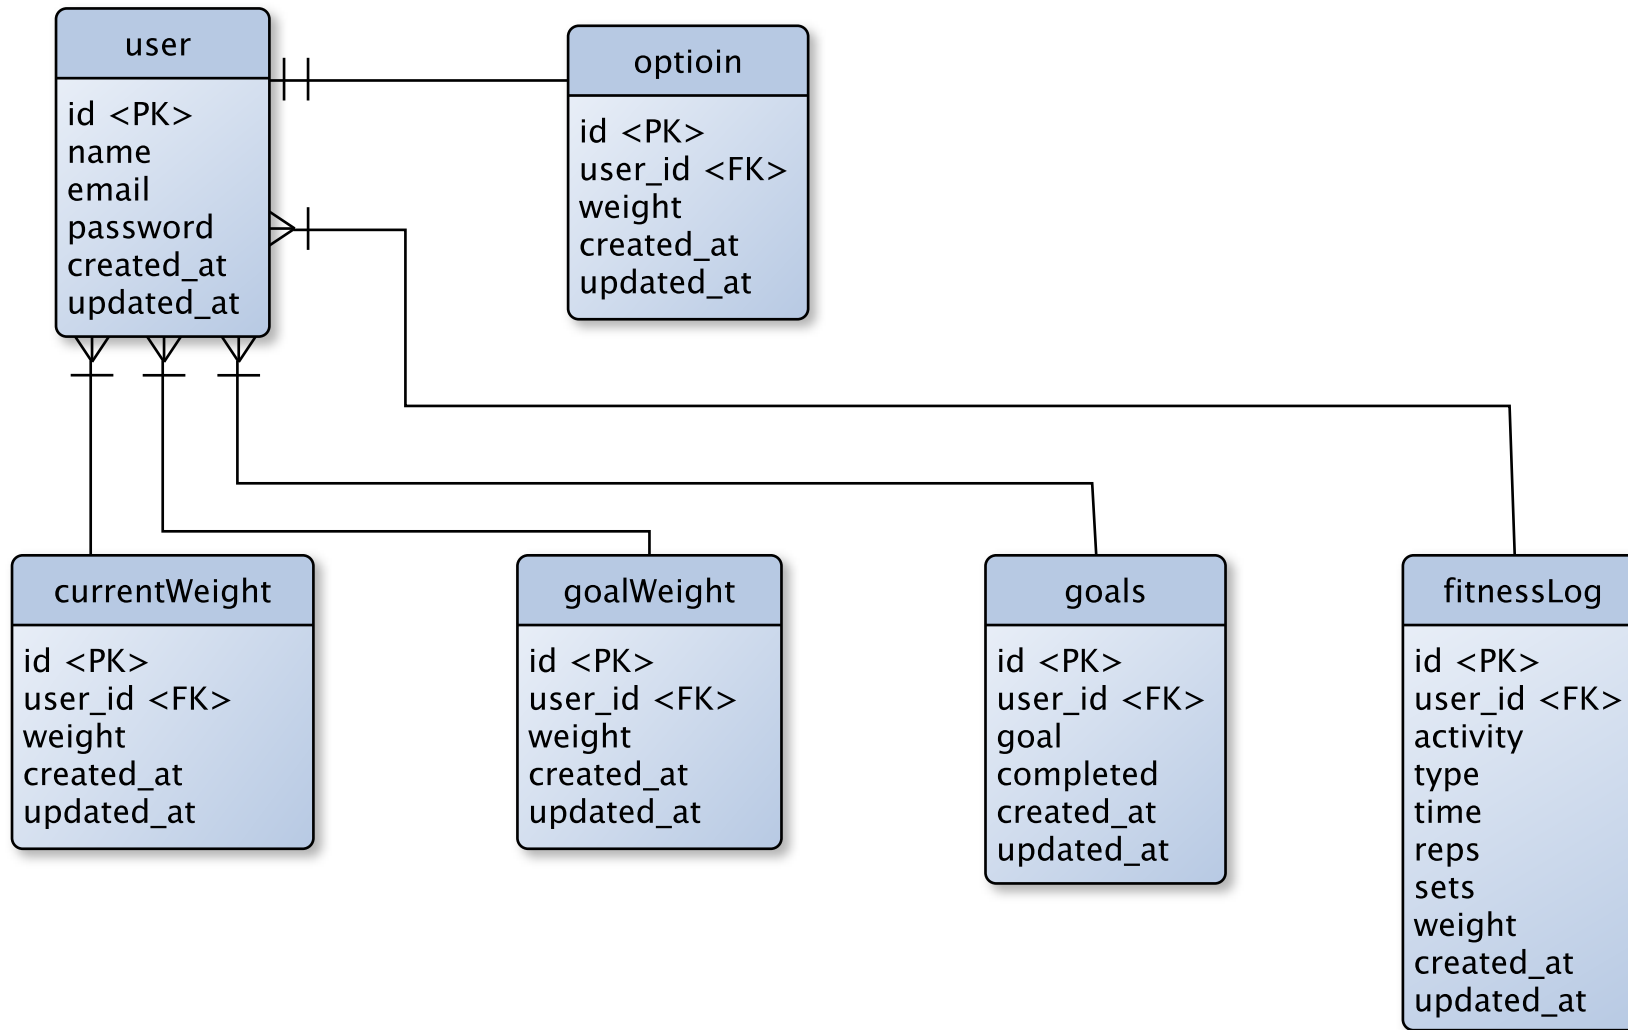 user
id <PK>
name
email
password
created_at
updated_at
optioin
id <PK>
user_id <FK>
weight
created_at
updated_at
currentWeight
id <PK>
user_id <FK>
weight
created_at
updated_at
goalWeight
id <PK>
user_id <FK>
weight
created_at
updated_at
goals
id <PK>
user_id <FK>
goal
completed
created_at
updated_at
fitnessLog
id <PK>
user_id <FK>
activity
type
time
reps
sets
weight
created_at
updated_at